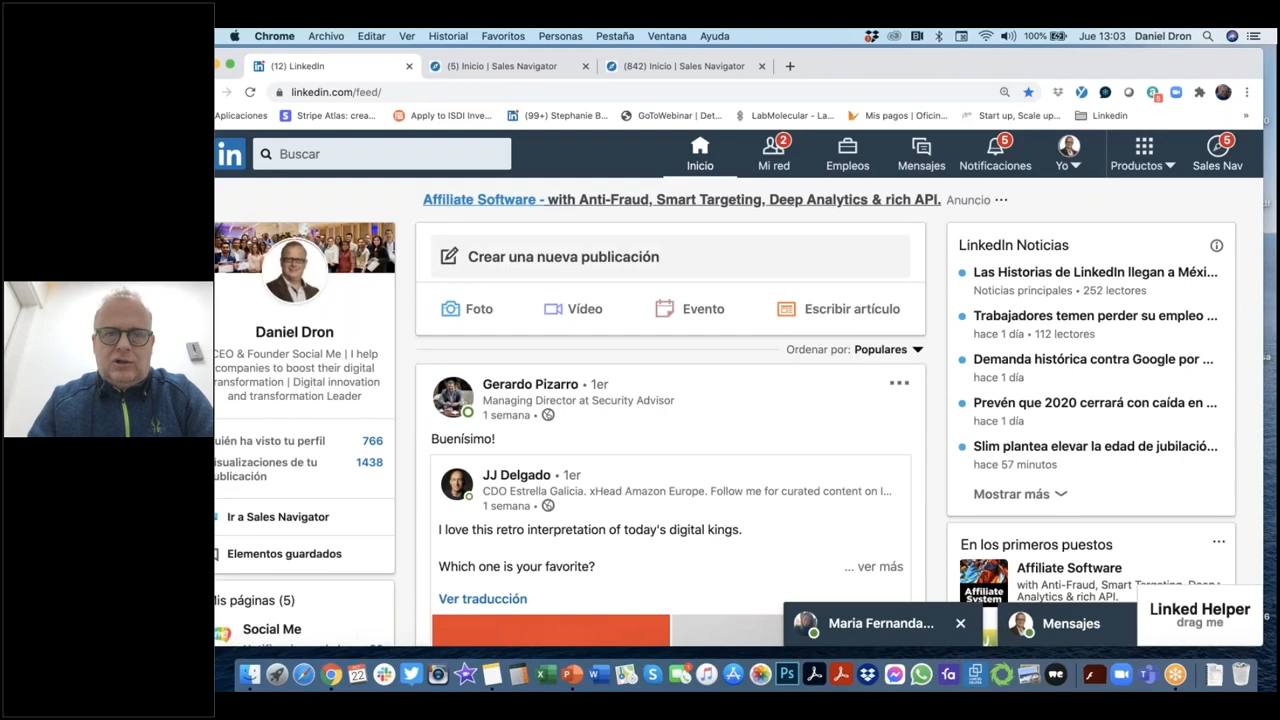 Chrome Archivo Editar Ver Historial Favoritos Personas Pestaña Ventana Ayuda 100% Jue 13:03 Daniel Dron
(12) LinkedIn (5) Inicio | Sales Navigator (842) Inicio | Sales Navigator
linkedin.com/feed/
Aplicaciones Stripe Atlas: crea... Apply to ISDI Inve... (99+) Stephanie B... GoToWebinar | Det... LabMolecular - La... Mis pagos | Oficin... Start up, Scale up... Linkedin »
in Buscar
2 5 5
Inicio Mi red Empleos Mensajes Notificaciones Yo Productos Sales Nav
Affiliate Software - with Anti-Fraud, Smart Targeting, Deep Analytics & rich API. Anuncio ...
Daniel Dron
CEO & Founder Social Me | I help
companies to boost their digital
transformation | Digital innovation
and transformation Leader
uién ha visto tu perfil 766
isualizaciones de tu 1438
ublicación
Ir a Sales Navigator
Elementos guardados
Mis páginas (5)
Social Me
Crear una nueva publicación
Foto Vídeo Evento Escribir artículo
Ordenar por: Populares
Gerardo Pizarro • 1er
Managing Director at Security Advisor
1 semana •
Buenísimo!
JJ Delgado • 1er
CDO Estrella Galicia. xHead Amazon Europe. Follow me for curated content on l...
1 semana •
I love this retro interpretation of today's digital kings.
Which one is your favorite?
... ver más
Ver traducción
LinkedIn Noticias
Las Historias de LinkedIn llegan a Méxi...
Noticias principales • 252 lectores
Trabajadores temen perder su empleo ...
hace 1 día • 112 lectores
Demanda histórica contra Google por ...
hace 1 día
Prevén que 2020 cerrará con caída en ...
hace 1 día
Slim plantea elevar la edad de jubilació...
hace 57 minutos
Mostrar más
En los primeros puestos
Affiliate Software
with Anti-Fraud, Smart Targeting, Deep
Analytics & rich API.
Affiliate
System
Maria Fernanda...
Mensajes
Linked Helper
drag me
22
Ps